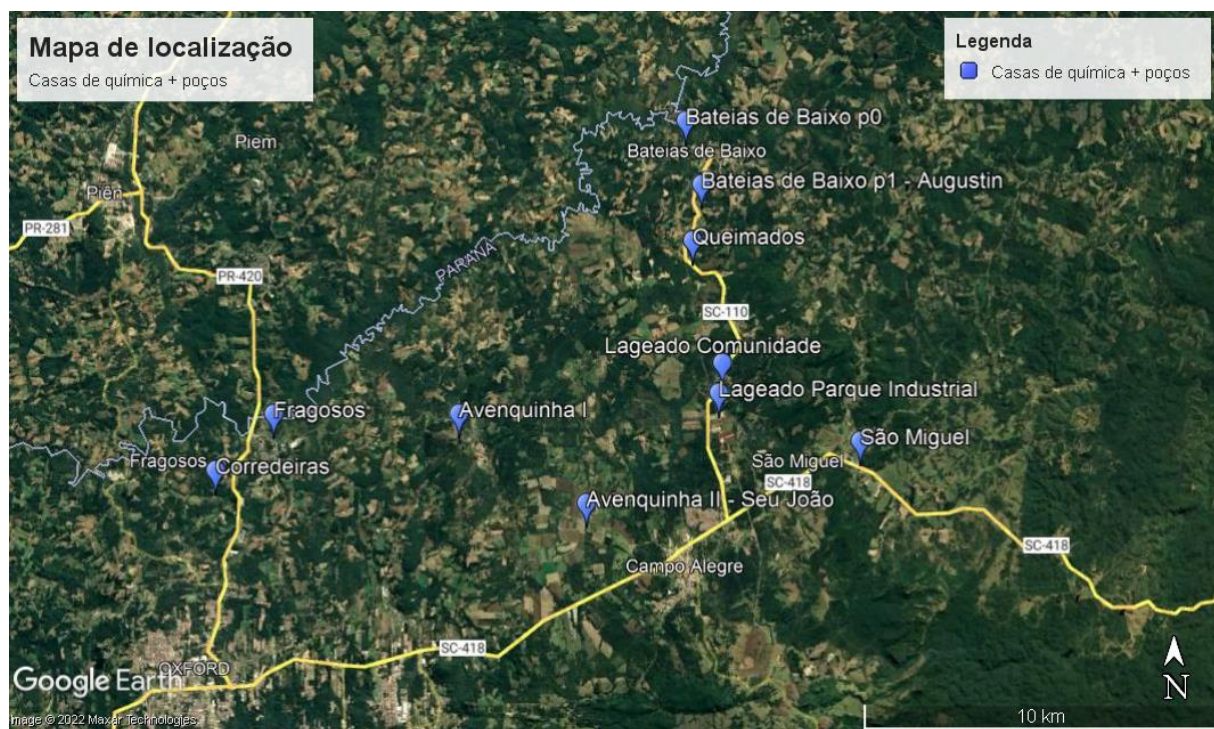 Mapa de localização
Casas de química + poços
Legenda
Casas de química + poços
Bateias de Baixo p0
Piem
Bateias de Baixo
Bateias de Baixo p1 - Augustin
Piên
PR-281
Queimados
PARANÁ
PR-420
SC-110
Lageado Comunidade
Lageado Parque Industrial
Fragosos
Avenquinha I
São Miguel
Fragosos
Corredeiras
São Miguel
SC-418
Avenquinha II - Seu João
SC-418
Campo Alegre
SC-418
OXFORD
Google Earth
N
Image © 2022 Maxar Technologies
10 km